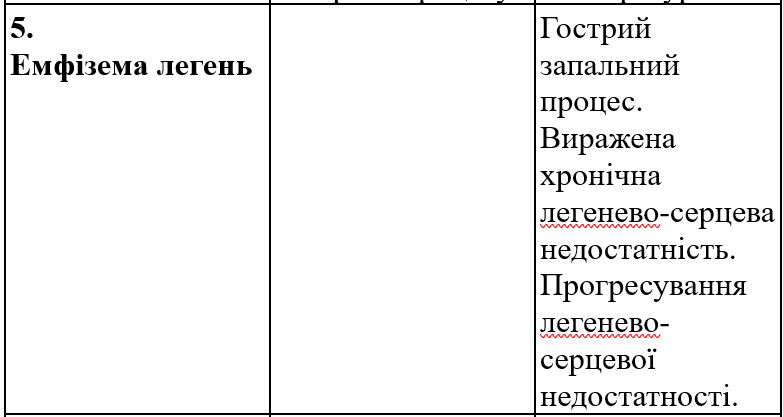 5.
Емфізема легень
Гострий
запальний
процес.
Виражена
хронічна
легенево-серцева
недостатність.
Прогресування
легенево-
серцевої
недостатності.